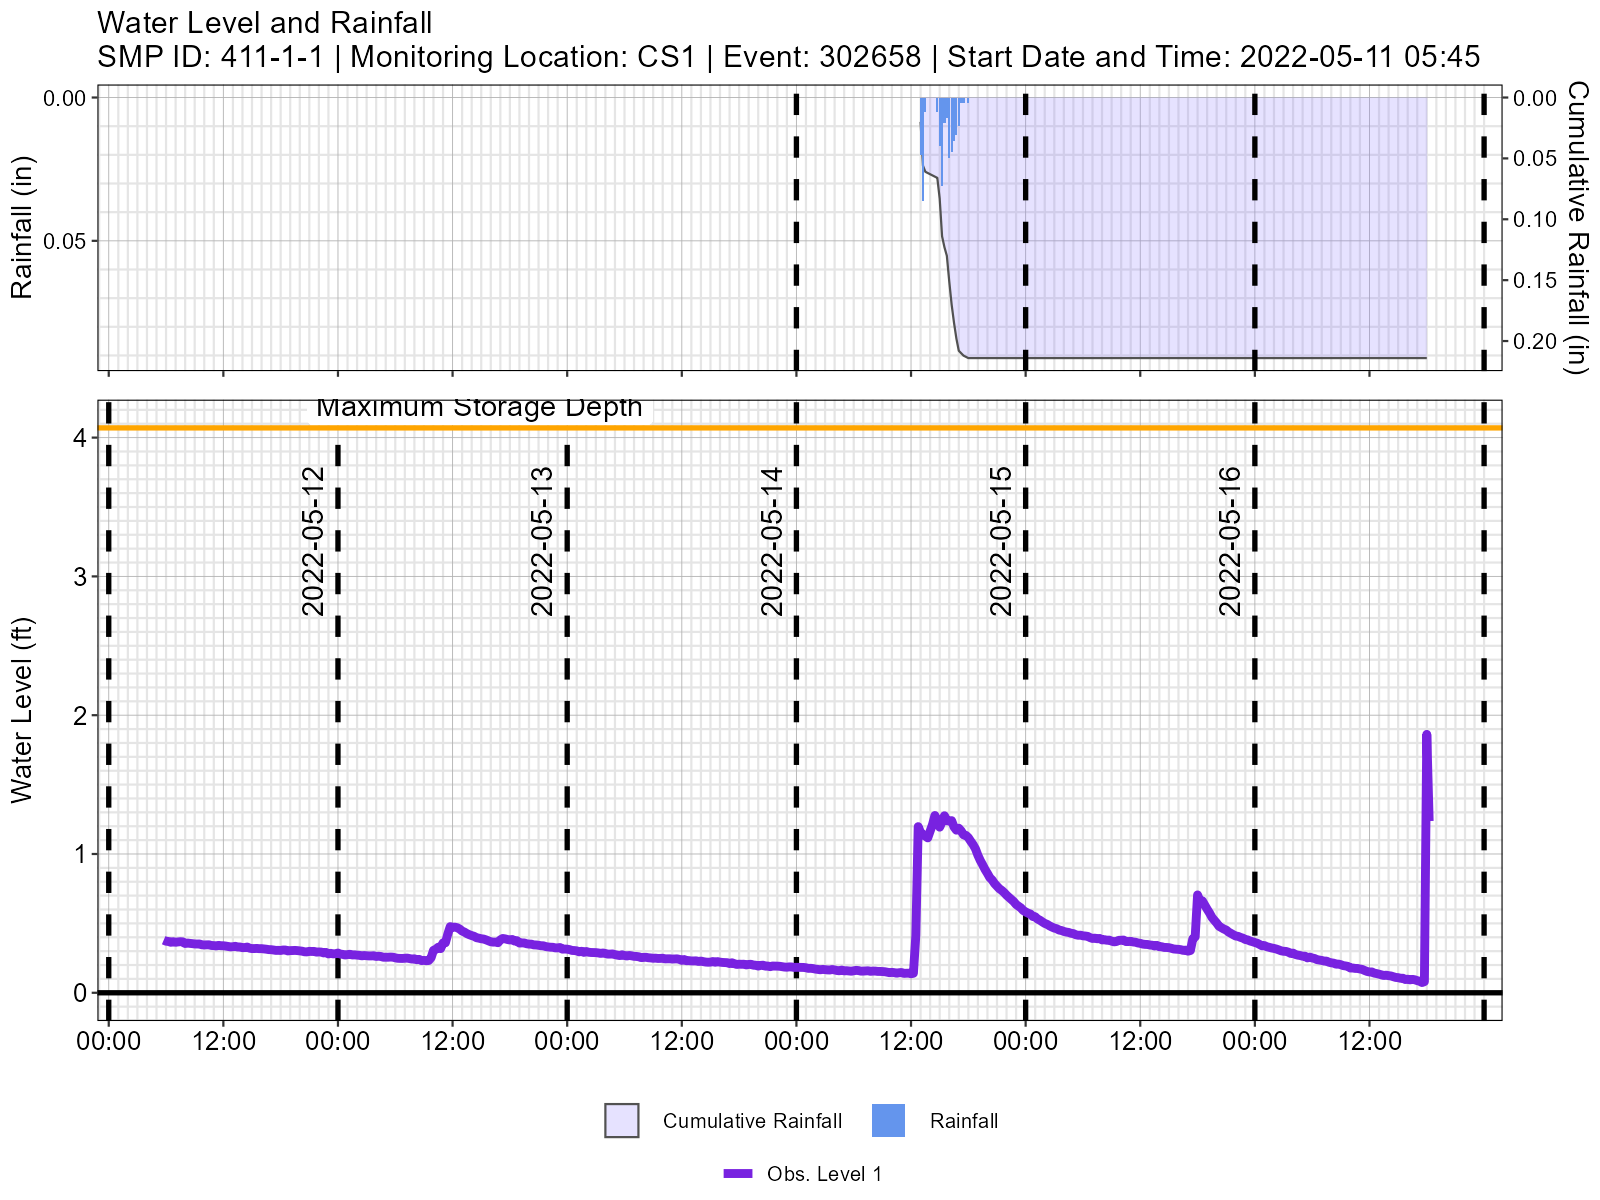 Water Level and Rainfall
SMP ID: 411-1-1 | Monitoring Location: CS1 | Event: 302658 | Start Date and Time: 2022-05-11 05:45
Rainfall (in)
0.00
0.05
0.00
0.05
0.10
0.15
0.20
Cumulative Rainfall (in)
Maximum Storage Depth
Water Level (ft)
4
3
2
1
0
2022-05-12
2022-05-13
2022-05-14
2022-05-15
2022-05-16
00:00 12:00 00:00 12:00 00:00 12:00 00:00 12:00 00:00 12:00 00:00 12:00
Cumulative Rainfall Rainfall
Obs. Level 1